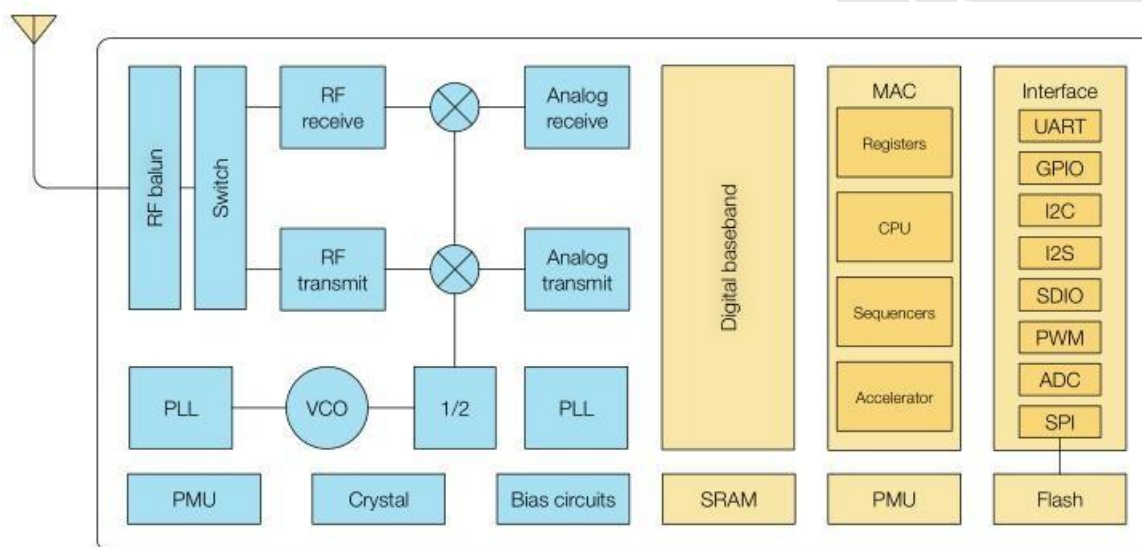 RF balun
Switch
RF
receive
Analog
receive
RF
transmit
Analog
transmit
PLL
VCO
1/2
PLL
PMU
Crystal
Bias circuits
Digital baseband
SRAM
MAC
Registers
CPU
Sequencers
Accelerator
PMU
Interface
UART
GPIO
I2C
I2S
SDIO
PWM
ADC
SPI
Flash